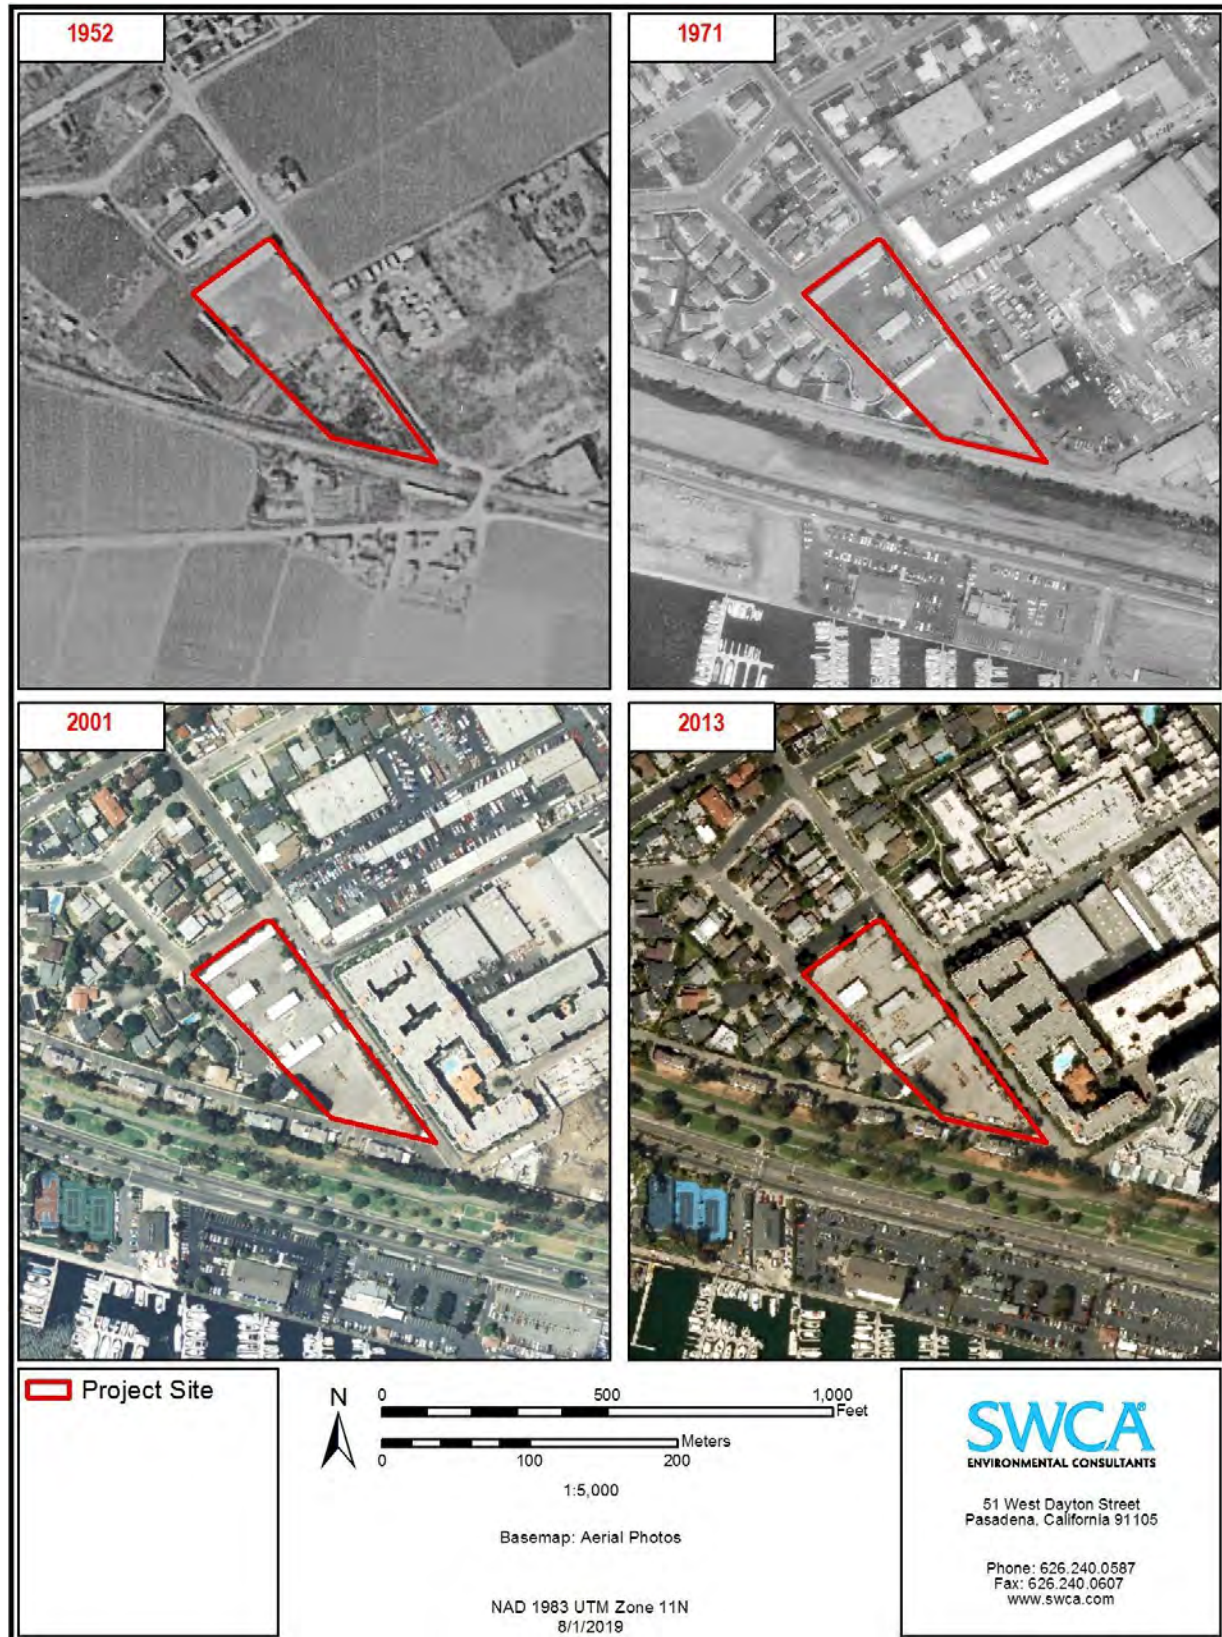 1952
1971
2001
2013
Project Site
N
0 500 1,000
Feet
Meters
0 100 200
1:5,000
Basemap: Aerial Photos
NAD 1983 UTM Zone 11N
8/1/2019
SWCA®
ENVIRONMENTAL CONSULTANTS
51 West Dayton Street
Pasadena, California 91105
Phone: 626.240.0587
Fax: 626.240.0607
www.swca.com